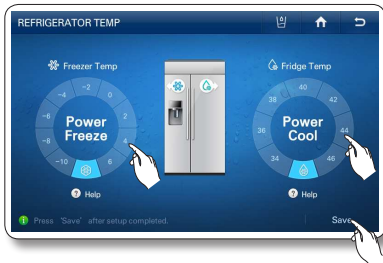 REFRIGERATOR TEMP
Freezer Temp
-10 -8 -6 -4 -2 0 2 4 6
Power
Freeze
? Help
Fridge Temp
34 36 38 40 42 44 46
Power
Cool
? Help
Press 'Save' after setup completed.
Save